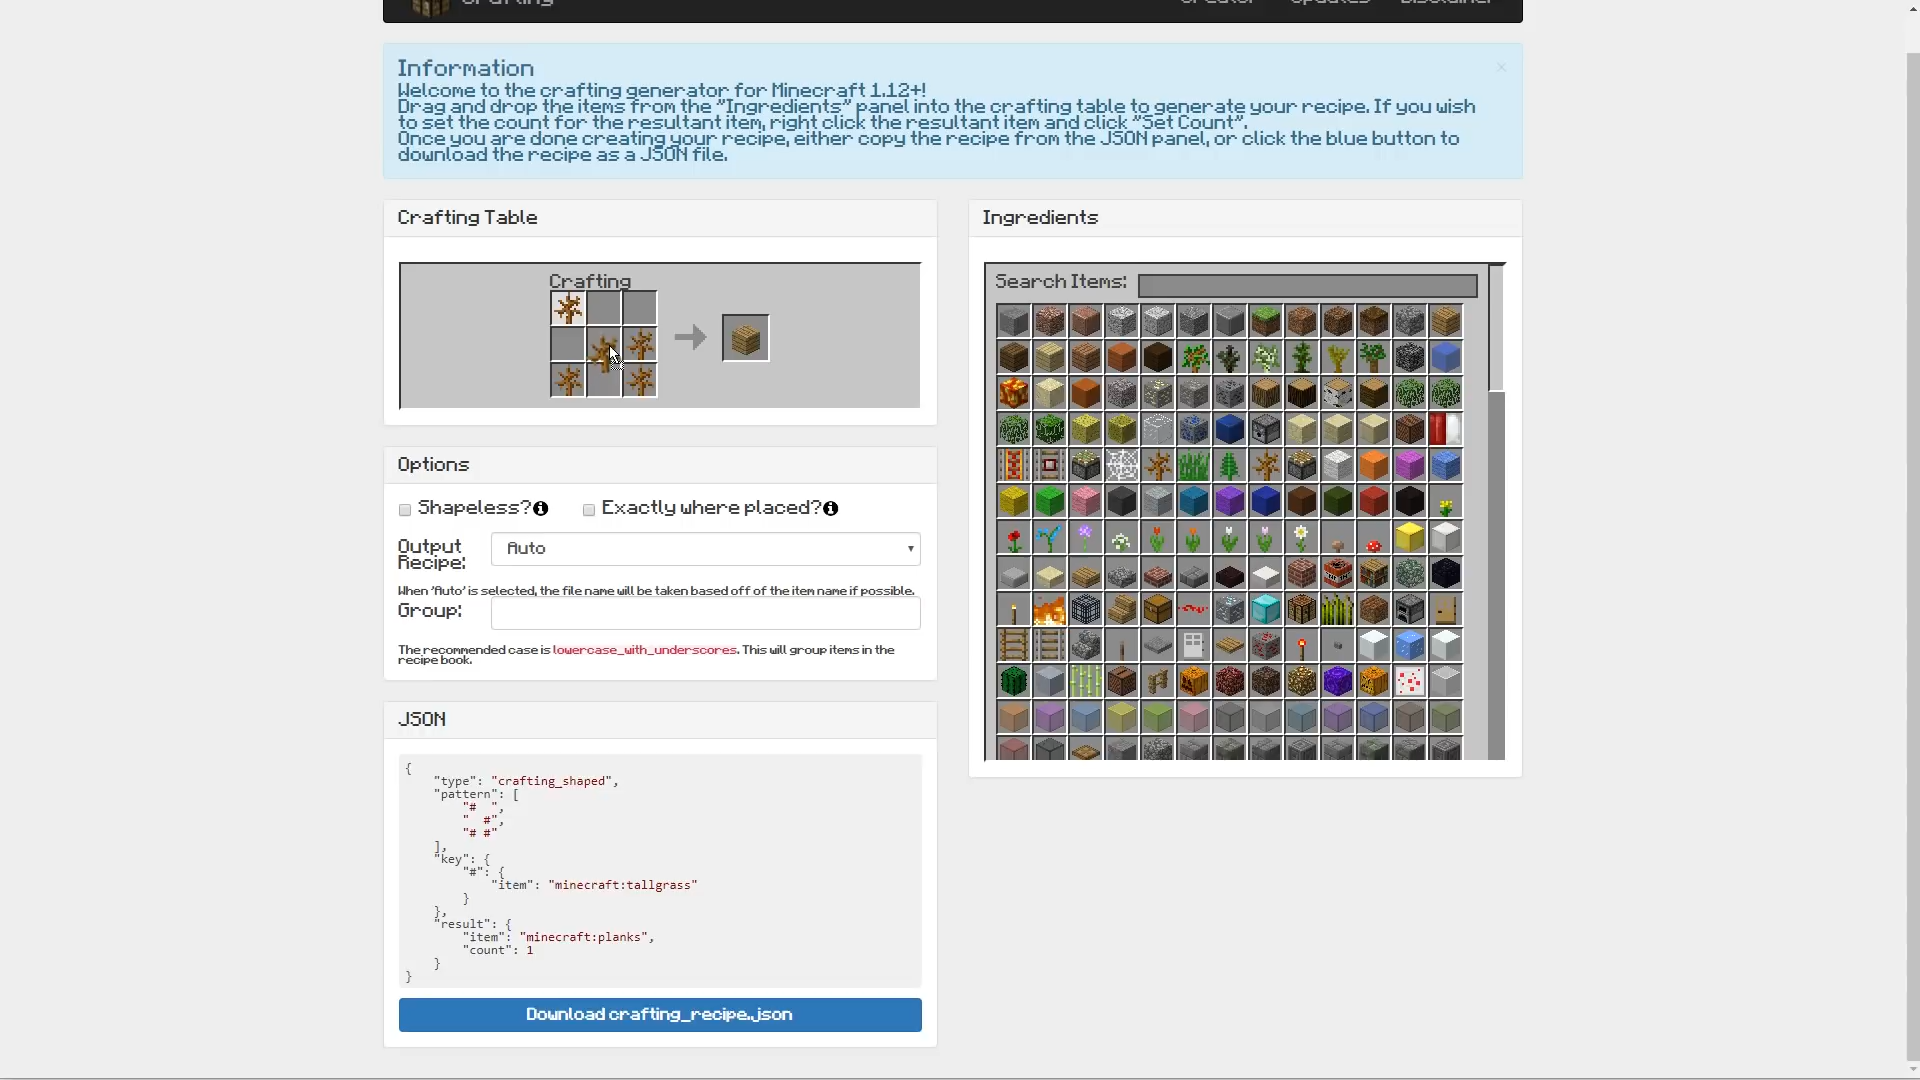 Crafting
Creator Updates Disclaimer
Information
×
Welcome to the crafting generator for Minecraft 1.12+!
Drag and drop the items from the "Ingredients" panel into the crafting table to generate your recipe. If you wish
to set the count for the resultant item, right click the resultant item and click "Set Count".
Once you are done creating your recipe, either copy the recipe from the JSON panel, or click the blue button to
download the recipe as a JSON file.
Crafting Table
Crafting
Options
Shapeless? Exactly where placed?
Output
Recipe:
Auto
When 'Auto' is selected, the file name will be taken based off of the item name if possible.
Group:
The recommended case is lowercase_with_underscores. This will group items in the
recipe book.
JSON
{
    "type": "crafting_shaped",
    "pattern": [
        "#  ",
        "  #",
        "# #"
    ],
    "key": {
        "#": {
            "item": "minecraft:tallgrass"
        }
    },
    "result": {
        "item": "minecraft:planks",
        "count": 1
    }
}
Download crafting_recipe.json
Ingredients
Search Items: